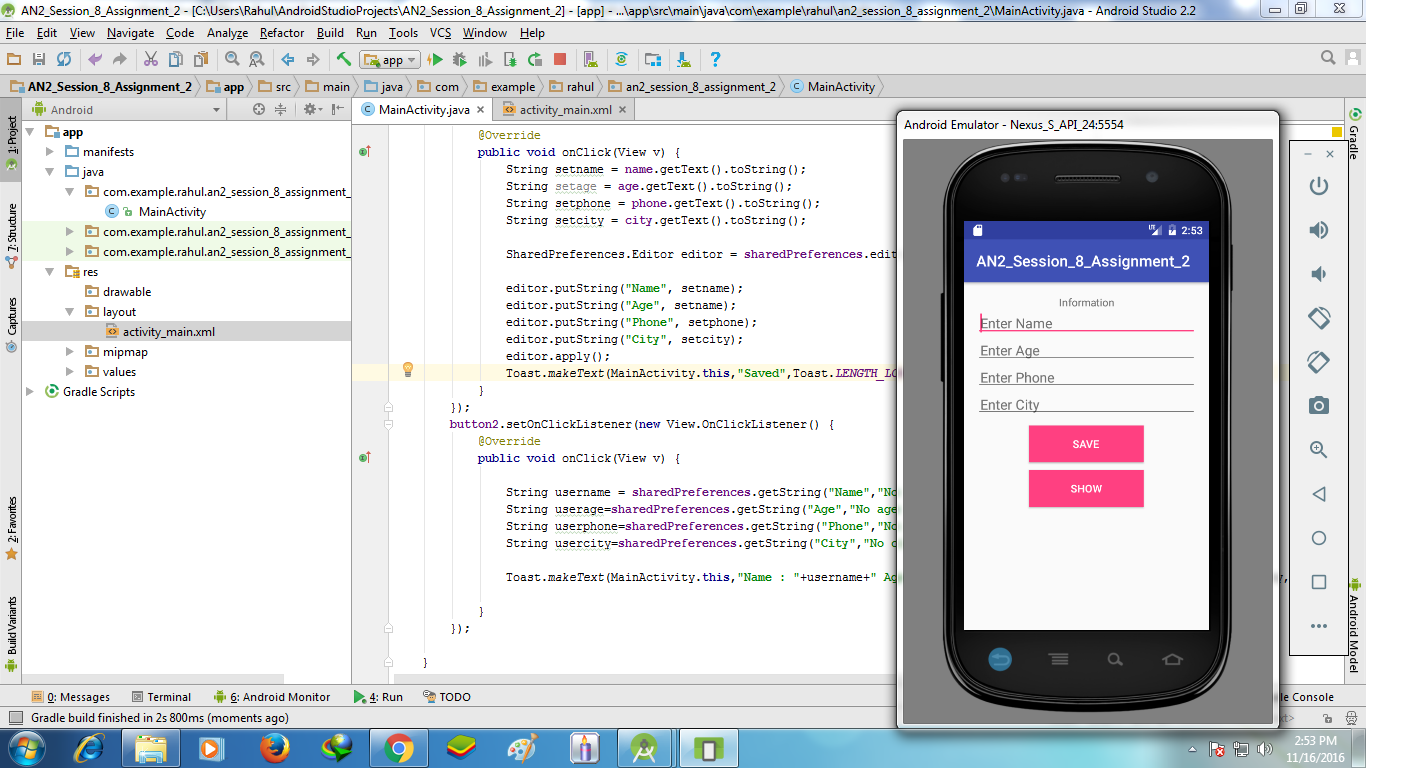 AN2_Session_8_Assignment_2 - [C:\Users\Rahul\AndroidStudioProjects\AN2_Session_8_Assignment_2] - [app] - ...\app\src\main\java\com\example\rahul\an2_session_8_assignment_2\MainActivity.java - Android Studio 2.2
File Edit View Navigate Code Analyze Refactor Build Run Tools VCS Window Help
app
AN2_Session_8_Assignment_2 app src main java com example rahul an2_session_8_assignment_2 MainActivity
Android
MainActivity.java activity_main.xml
1: Project
7: Structure
Captures
2: Favorites
Build Variants
app
manifests
java
com.example.rahul.an2_session_8_assignment_
MainActivity
com.example.rahul.an2_session_8_assignment_
com.example.rahul.an2_session_8_assignment_
res
drawable
layout
activity_main.xml
mipmap
values
Gradle Scripts
@Override
public void onClick(View v) {
String setname = name.getText().toString();
String setage = age.getText().toString();
String setphone = phone.getText().toString();
String setcity = city.getText().toString();
SharedPreferences.Editor editor = sharedPreferences.edit
editor.putString("Name", setname);
editor.putString("Age", setname);
editor.putString("Phone", setphone);
editor.putString("City", setcity);
editor.apply();
Toast.makeText(MainActivity.this,"Saved",Toast.LENGTH_LO
}
});
button2.setOnClickListener(new View.OnClickListener() {
@Override
public void onClick(View v) {
String username = sharedPreferences.getString("Name","No
String userage=sharedPreferences.getString("Age","No age
String userphone=sharedPreferences.getString("Phone","No
String usercity=sharedPreferences.getString("City","No c
Toast.makeText(MainActivity.this,"Name : "+username+" Ag
}
});
}
Android Emulator - Nexus_S_API_24:5554
2:53
AN2_Session_8_Assignment_2
Information
Enter Name
Enter Age
Enter Phone
Enter City
SAVE
SHOW
Gradle
Android Model
0: Messages Terminal 6: Android Monitor 4: Run TODO
le Console
Gradle build finished in 2s 800ms (moments ago)
2:53 PM
11/16/2016